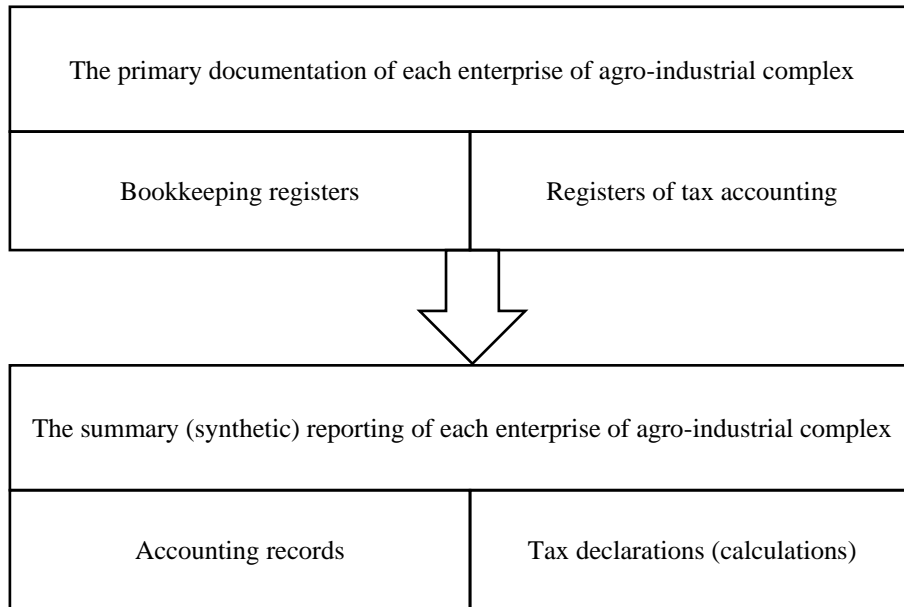 The primary documentation of each enterprise of agro-industrial complex
Bookkeeping registers
Registers of tax accounting
The summary (synthetic) reporting of each enterprise of agro-industrial complex
Accounting records
Tax declarations (calculations)